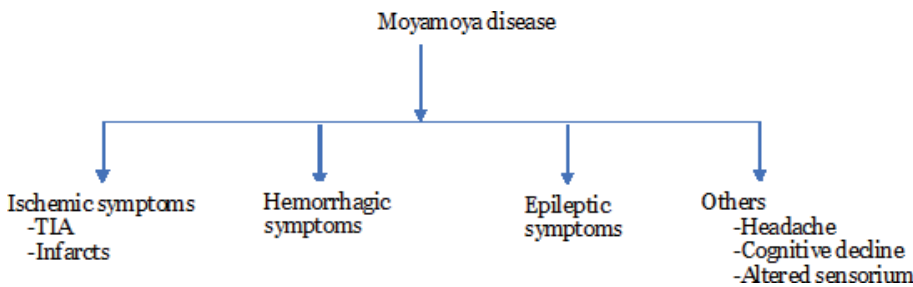 Moyamoya disease
Ischemic symptoms
-TIA
-Infarcts
Hemorrhagic
symptoms
Epileptic
symptoms
Others
-Headache
-Cognitive decline
-Altered sensorium